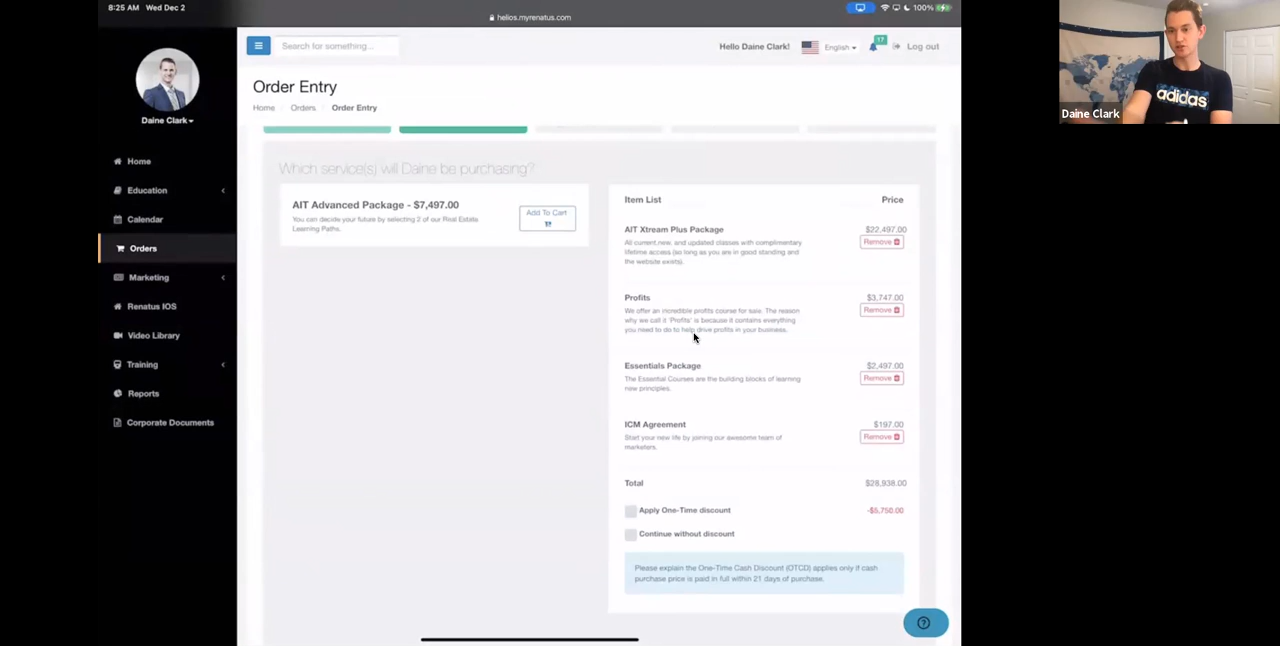 8:25 AM Wed Dec 2
helios.myrenatus.com
100%
Search for something...
Hello Daine Clark!
English
17
Log out
Daine Clark
Order Entry
Home / Orders / Order Entry
Home
Education
Calendar
Orders
Marketing
Renatus IOS
Video Library
Training
Reports
Corporate Documents
Which service(s) will Daine be purchasing?
AIT Advanced Package - $7,497.00
You can decide your future by selecting 2 of our Real Estate
Learning Paths.
Add To Cart
Item List Price
AIT Xtream Plus Package $22,497.00
All current,new, and updated classes with complimentary
lifetime access (so long as you are in good standing and
the website exists).
Remove
Profits $3,747.00
We offer an incredible profits course for sale. The reason
why we call it 'Profits' is because it contains everything
you need to do to help drive profits in your business.
Remove
Essentials Package $2,497.00
The Essential Courses are the building blocks of learning
new principles.
Remove
ICM Agreement $197.00
Start your new life by joining our awesome team of
marketers.
Remove
Total $28,938.00
Apply One-Time discount -$5,750.00
Continue without discount
Please explain the One-Time Cash Discount (OTCD) applies only if cash
purchase price is paid in full within 21 days of purchase.
adidas
Daine Clark